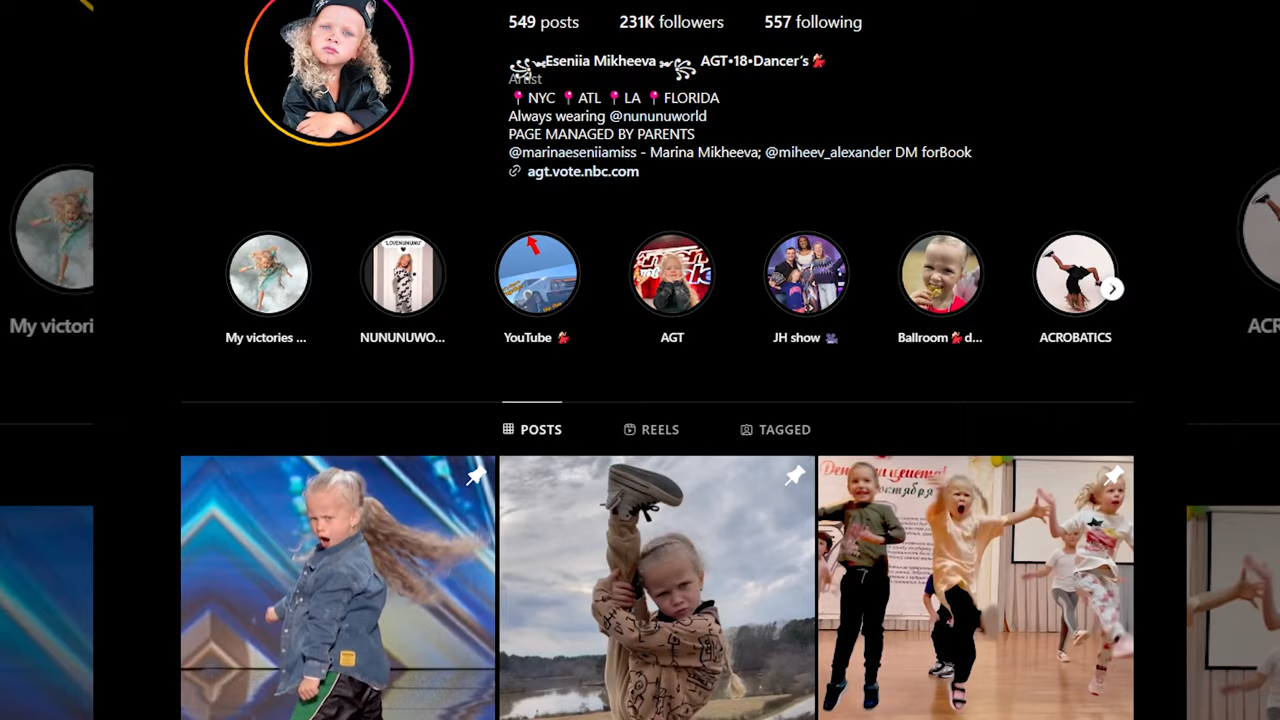 549 posts 231K followers 557 following
Eseniia Mikheeva AGT•18•Dancer's💃
Artist
📍NYC 📍ATL 📍LA 📍FLORIDA
Always wearing @nununuworld
PAGE MANAGED BY PARENTS
@marinaeseniiamiss - Marina Mikheeva; @miheev_alexander DM forBook
agt.vote.nbc.com
'LOVENUNUNU'
My victori
My victories ... NUNUNUWO... YouTube 💃 AGT JH show 🎥 Ballroom💃d... ACROBATICS
ACR
POSTS REELS TAGGED